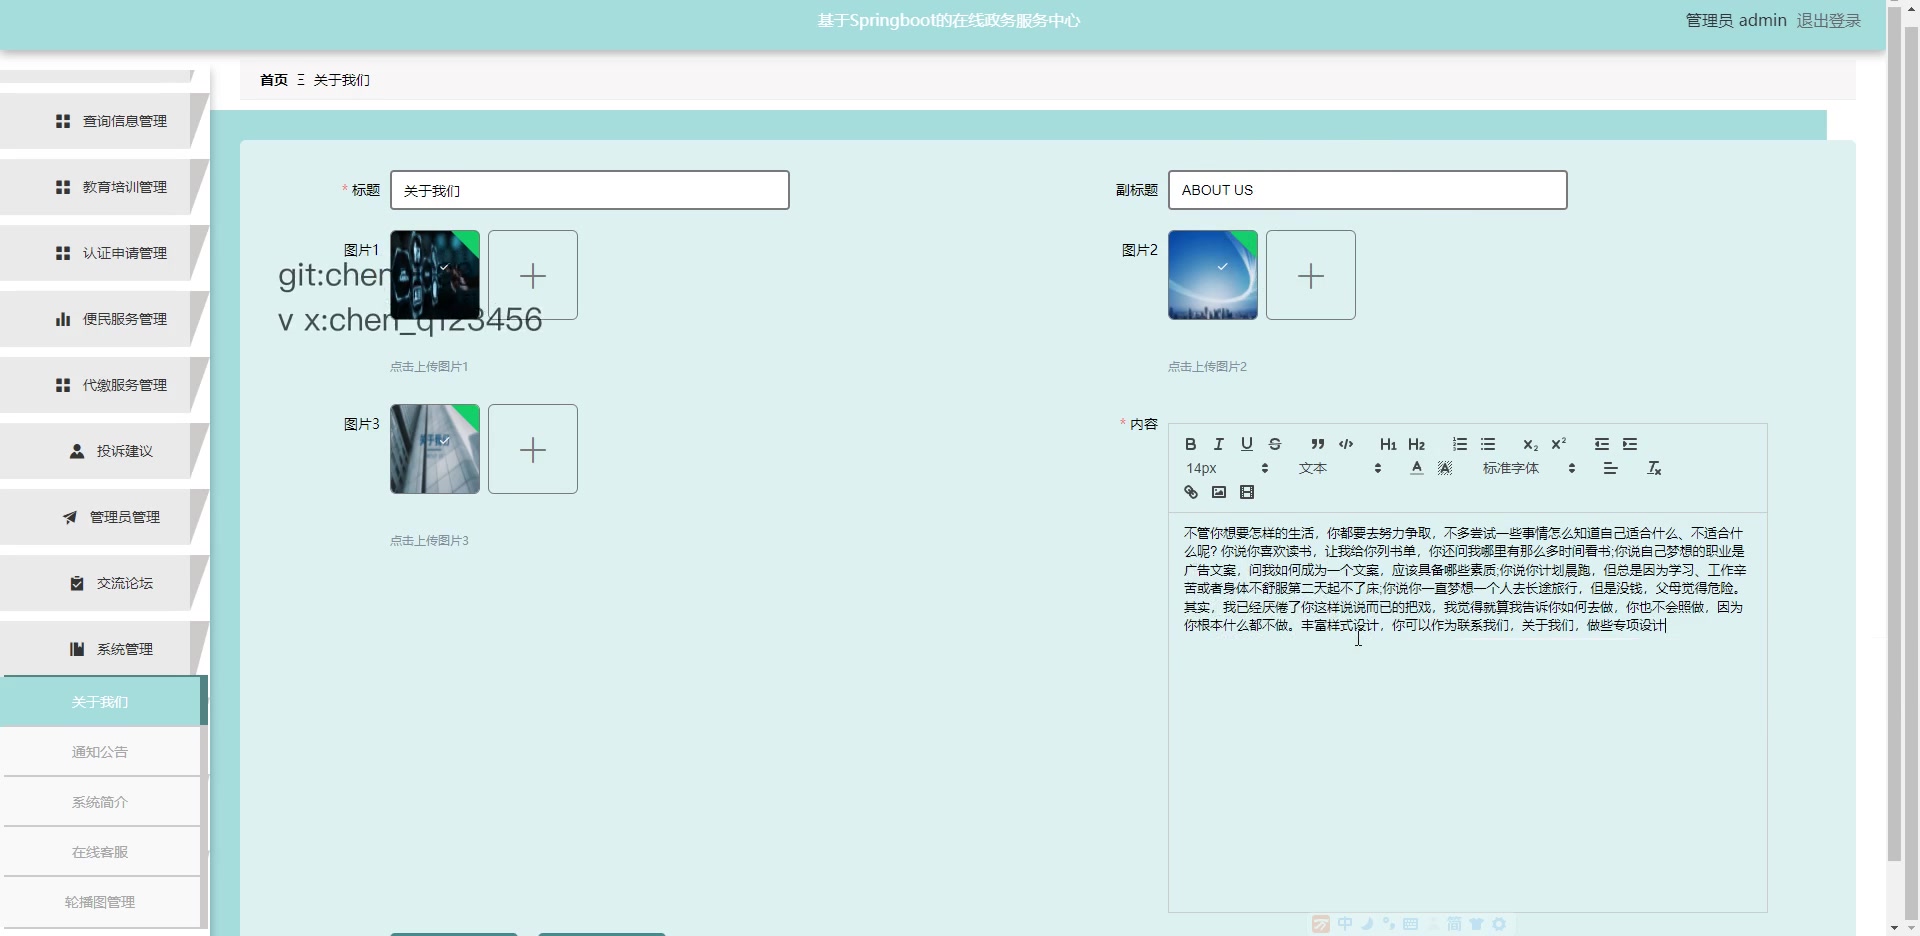 基于Springboot的在线政务服务中心
管理员 admin 退出登录
首页 Ξ 关于我们
查询信息管理
教育培训管理
认证申请管理
便民服务管理
代缴服务管理
投诉建议
管理员管理
交流论坛
系统管理
关于我们
通知公告
系统简介
在线客服
轮播图管理
* 标题 关于我们
副标题 ABOUT US
图片1
图片2
git:chen
v x:chen_q123456
点击上传图片1
点击上传图片2
图片3
点击上传图片3
* 内容
B I U S H1 H2 X₂ X²
14px 文本 A A 标准字体
不管你想要怎样的生活，你都要去努力争取，不多尝试一些事情怎么知道自己适合什么、不适合什
么呢? 你说你喜欢读书，让我给你列书单，你还问我哪里有那么多时间看书;你说自己梦想的职业是
广告文案，问我如何成为一个文案，应该具备哪些素质;你说你计划晨跑，但总是因为学习、工作辛
苦或者身体不舒服第二天起不了床;你说你一直梦想一个人去长途旅行，但是没钱，父母觉得危险。
其实，我已经厌倦了你这样说说而已的把戏，我觉得就算我告诉你如何去做，你也不会照做，因为
你根本什么都不做。丰富样式设计，你可以作为联系我们，关于我们，做些专项设计
中 简